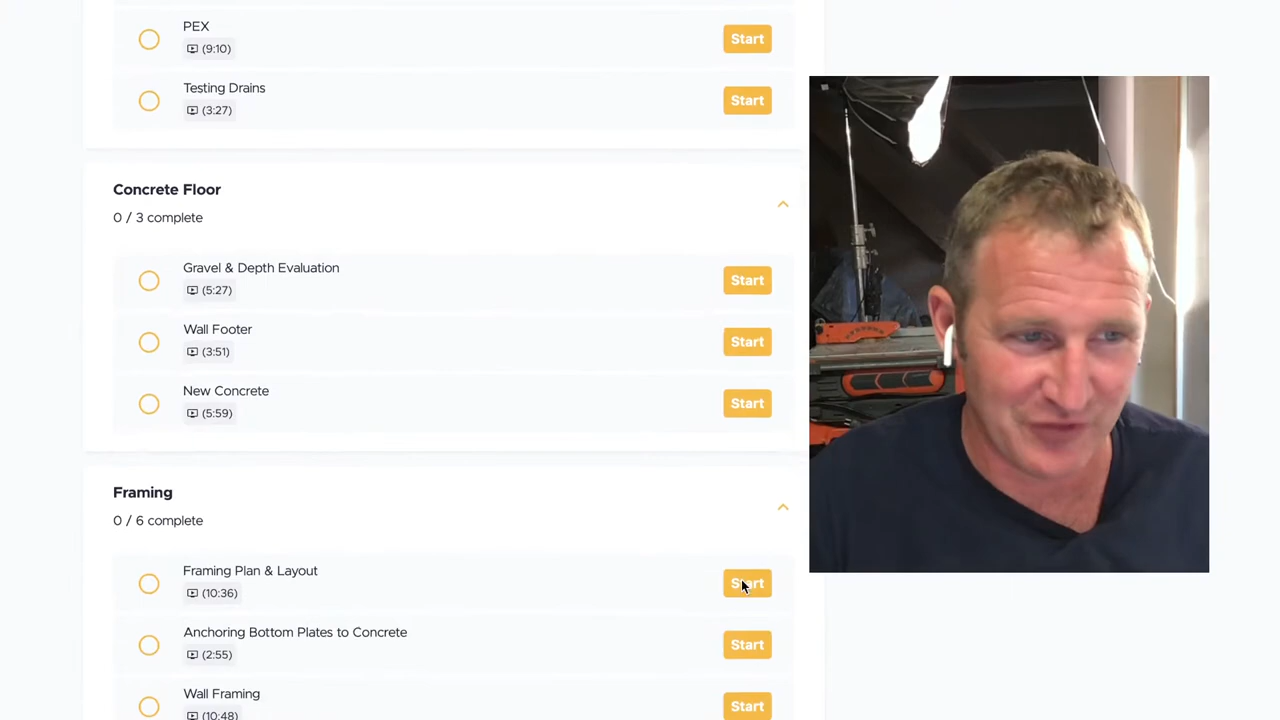 PEX
(9:10)
Start
Testing Drains
(3:27)
Start
Concrete Floor
0 / 3 complete
Gravel & Depth Evaluation
(5:27)
Start
Wall Footer
(3:51)
Start
New Concrete
(5:59)
Start
Framing
0 / 6 complete
Framing Plan & Layout
(10:36)
Start
Anchoring Bottom Plates to Concrete
(2:55)
Start
Wall Framing
(10:48)
Start